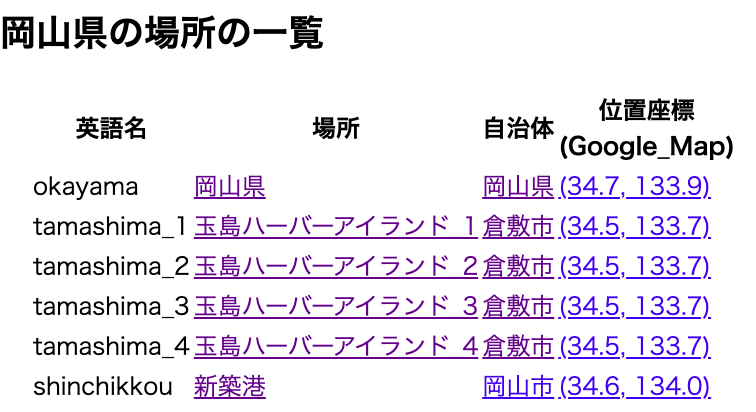 岡山県の場所の一覧
英語名 場所 自治体 位置座標
(Google_Map)
okayama 岡山県 岡山県 (34.7, 133.9)
tamashima_1 玉島ハーバーアイランド_1 倉敷市 (34.5, 133.7)
tamashima_2 玉島ハーバーアイランド_2 倉敷市 (34.5, 133.7)
tamashima_3 玉島ハーバーアイランド_3 倉敷市 (34.5, 133.7)
tamashima_4 玉島ハーバーアイランド_4 倉敷市 (34.5, 133.7)
shinchikkou 新築港 岡山市 (34.6, 134.0)